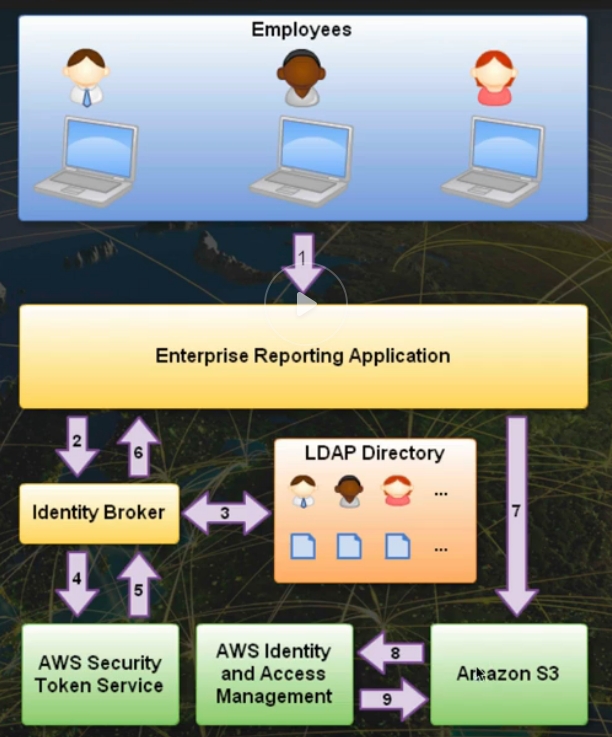 Employees
1
Enterprise Reporting Application
2
6
LDAP Directory
...
Identity Broker
3
...
7
4
5
AWS Security
Token Service
AWS Identity
and Access
Management
8
9
Amazon S3